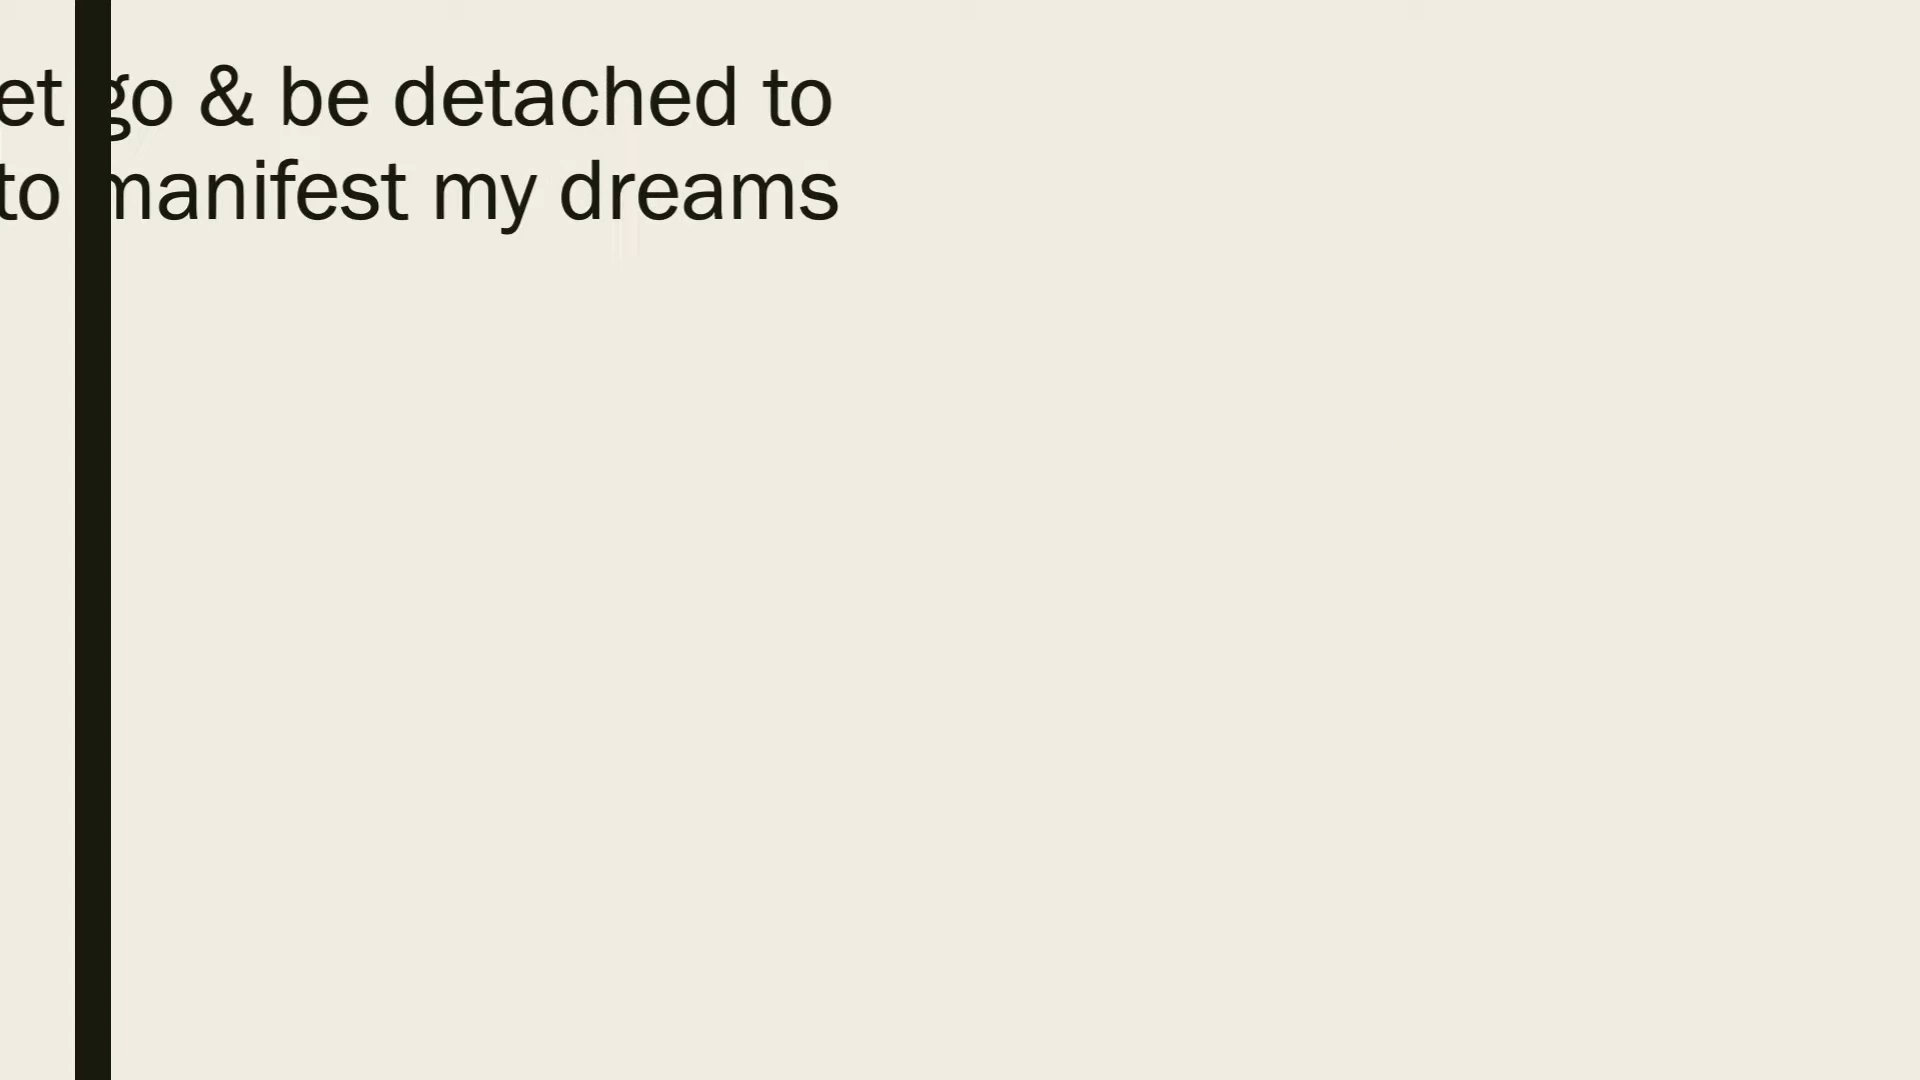 et go & be detached to
to manifest my dreams